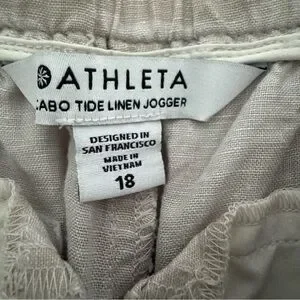 ATHLETA
CABO TIDE LINEN JOGGER
DESIGNED IN
SAN FRANCISCO
MADE IN
VIETNAM
18